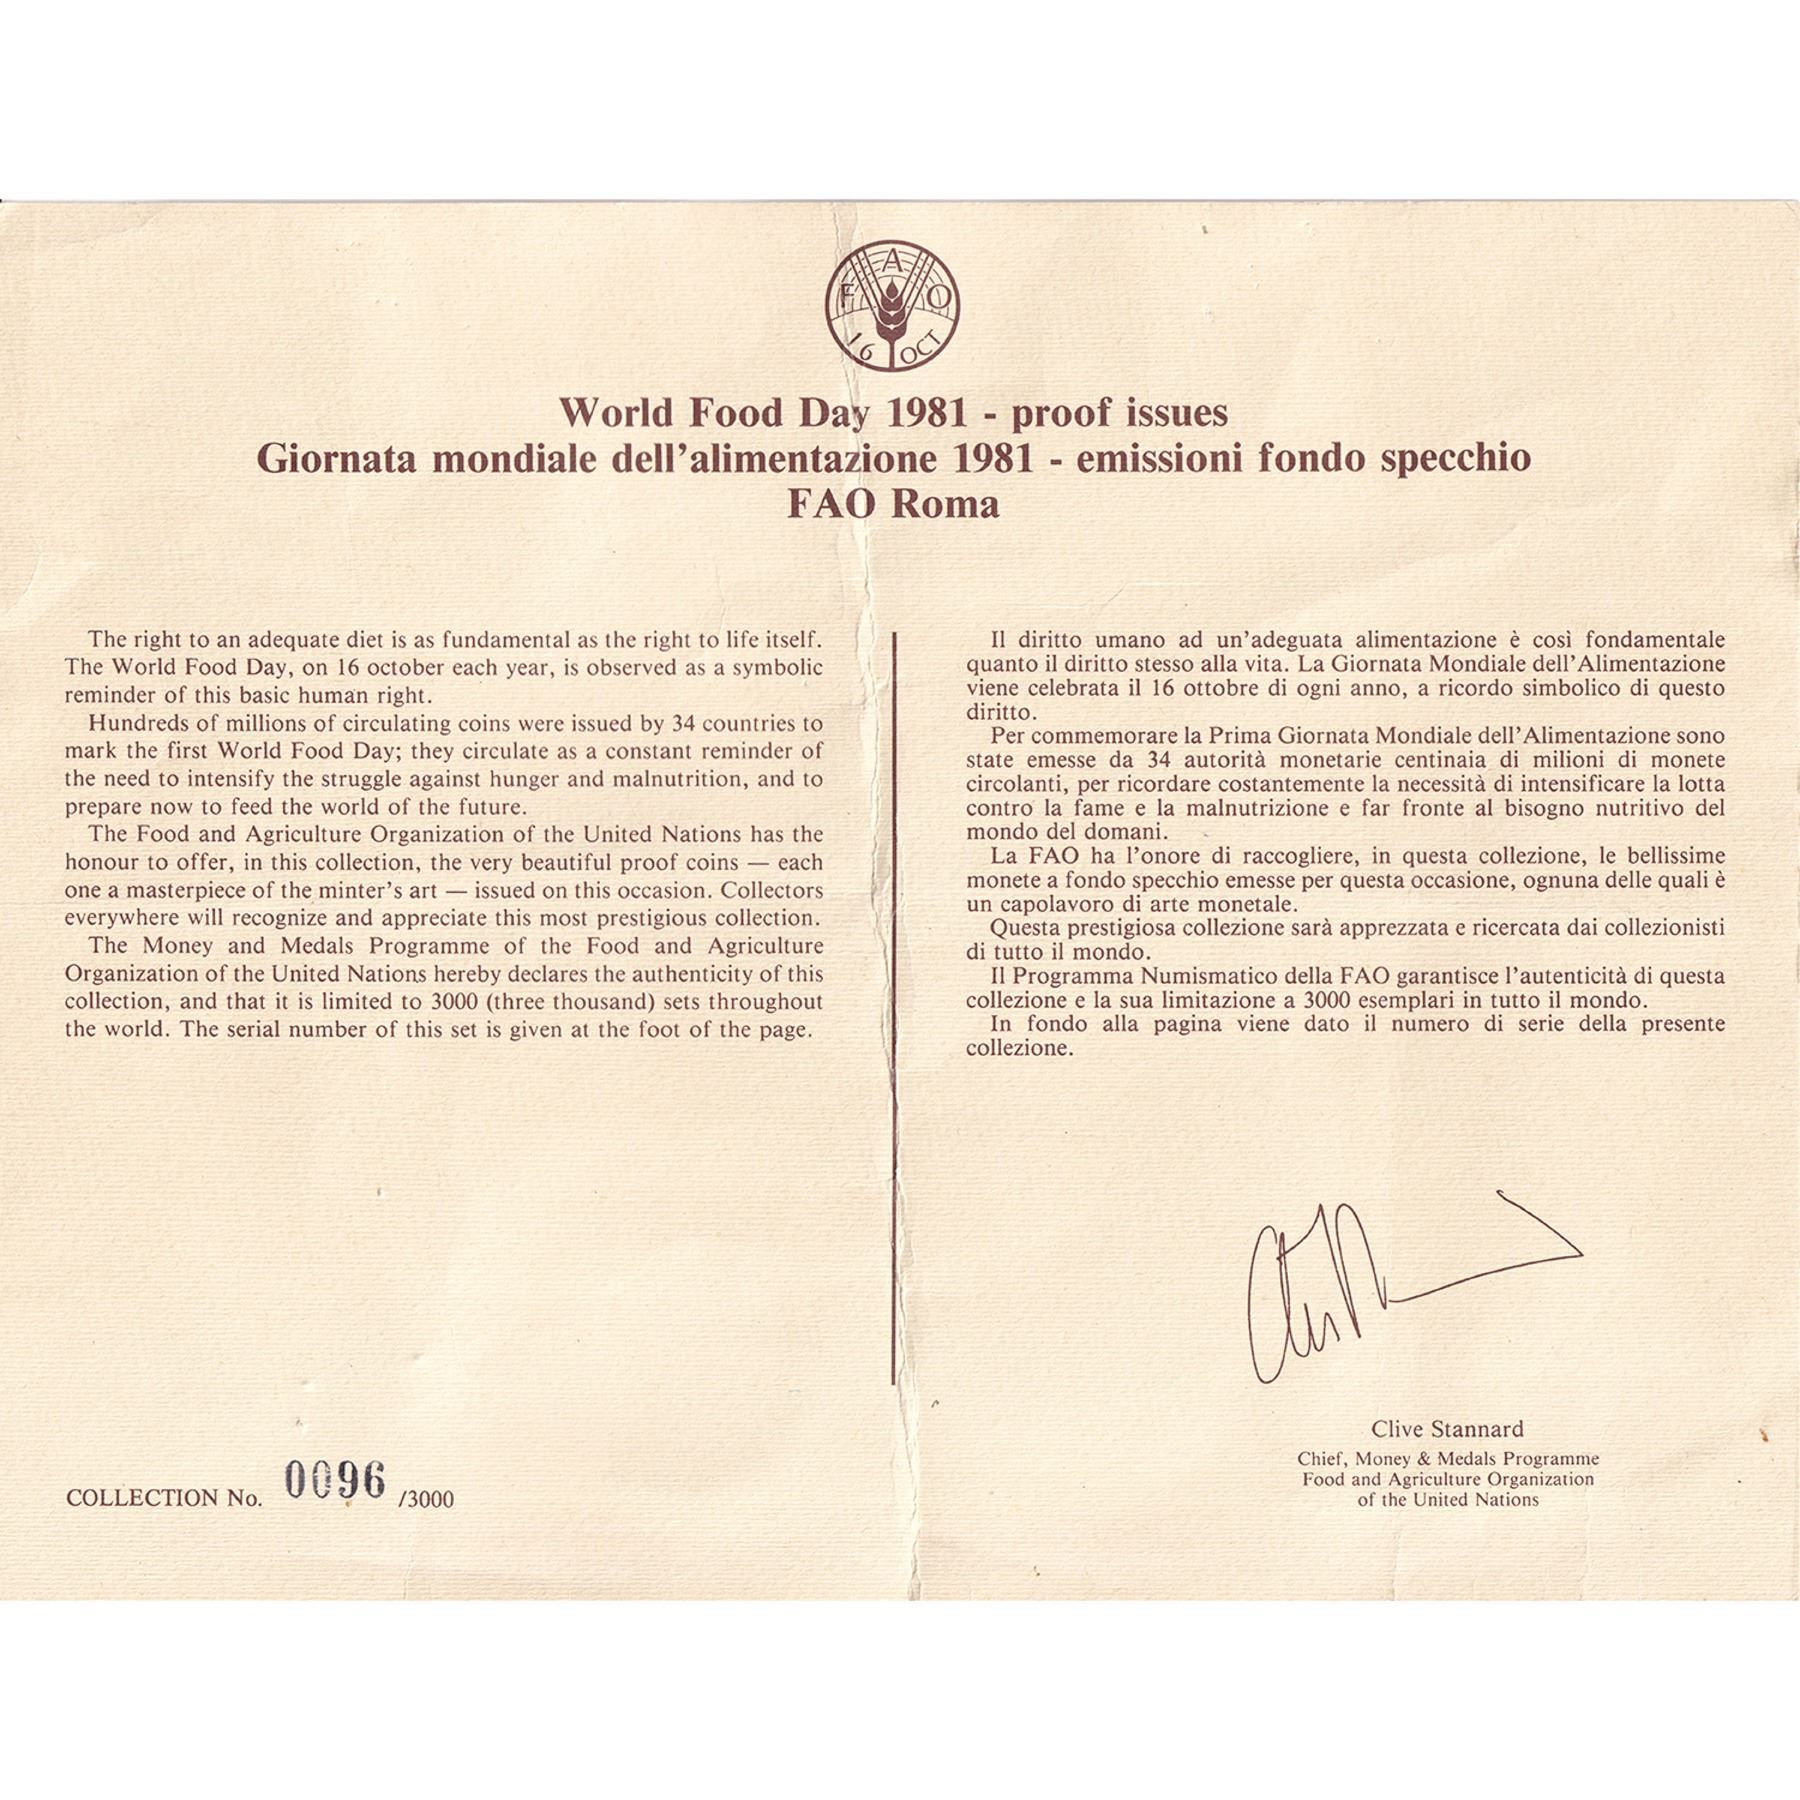 F A O
16 OCT
World Food Day 1981 - proof issues
Giornata mondiale dell'alimentazione 1981 - emissioni fondo specchio
FAO Roma
The right to an adequate diet is as fundamental as the right to life itself.
The World Food Day, on 16 october each year, is observed as a symbolic
reminder of this basic human right.
Hundreds of millions of circulating coins were issued by 34 countries to
mark the first World Food Day; they circulate as a constant reminder of
the need to intensify the struggle against hunger and malnutrition, and to
prepare now to feed the world of the future.
The Food and Agriculture Organization of the United Nations has the
honour to offer, in this collection, the very beautiful proof coins — each
one a masterpiece of the minter's art — issued on this occasion. Collectors
everywhere will recognize and appreciate this most prestigious collection.
The Money and Medals Programme of the Food and Agriculture
Organization of the United Nations hereby declares the authenticity of this
collection, and that it is limited to 3000 (three thousand) sets throughout
the world. The serial number of this set is given at the foot of the page.
COLLECTION No. 0096 /3000
Il diritto umano ad un'adeguata alimentazione è così fondamentale
quanto il diritto stesso alla vita. La Giornata Mondiale dell'Alimentazione
viene celebrata il 16 ottobre di ogni anno, a ricordo simbolico di questo
diritto.
Per commemorare la Prima Giornata Mondiale dell'Alimentazione sono
state emesse da 34 autorità monetarie centinaia di milioni di monete
circolanti, per ricordare costantemente la necessità di intensificare la lotta
contro la fame e la malnutrizione e far fronte al bisogno nutritivo del
mondo del domani.
La FAO ha l'onore di raccogliere, in questa collezione, le bellissime
monete a fondo specchio emesse per questa occasione, ognuna delle quali è
un capolavoro di arte monetale.
Questa prestigiosa collezione sarà apprezzata e ricercata dai collezionisti
di tutto il mondo.
Il Programma Numismatico della FAO garantisce l'autenticità di questa
collezione e la sua limitazione a 3000 esemplari in tutto il mondo.
In fondo alla pagina viene dato il numero di serie della presente
collezione.
Clive Stannard
Chief, Money & Medals Programme
Food and Agriculture Organization
of the United Nations